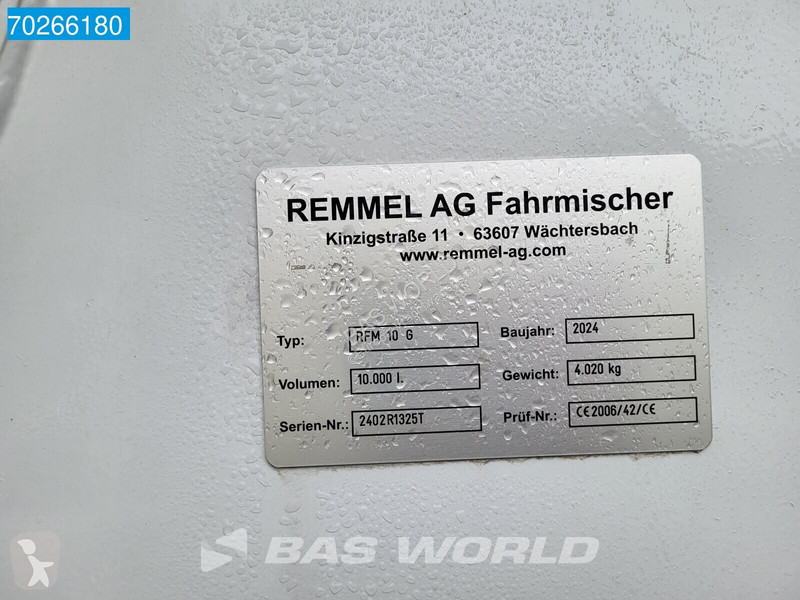 70266180
REMMEL AG Fahrmischer
Kinzigstraße 11 • 63607 Wächtersbach
www.remmel-ag.com
Typ: RFM 10 G Baujahr: 2024
Volumen: 10.000 l. Gewicht: 4.020 kg
Serien-Nr.: 2402R1325T Prüf-Nr.: CE2006/42/CE
BAS WORLD